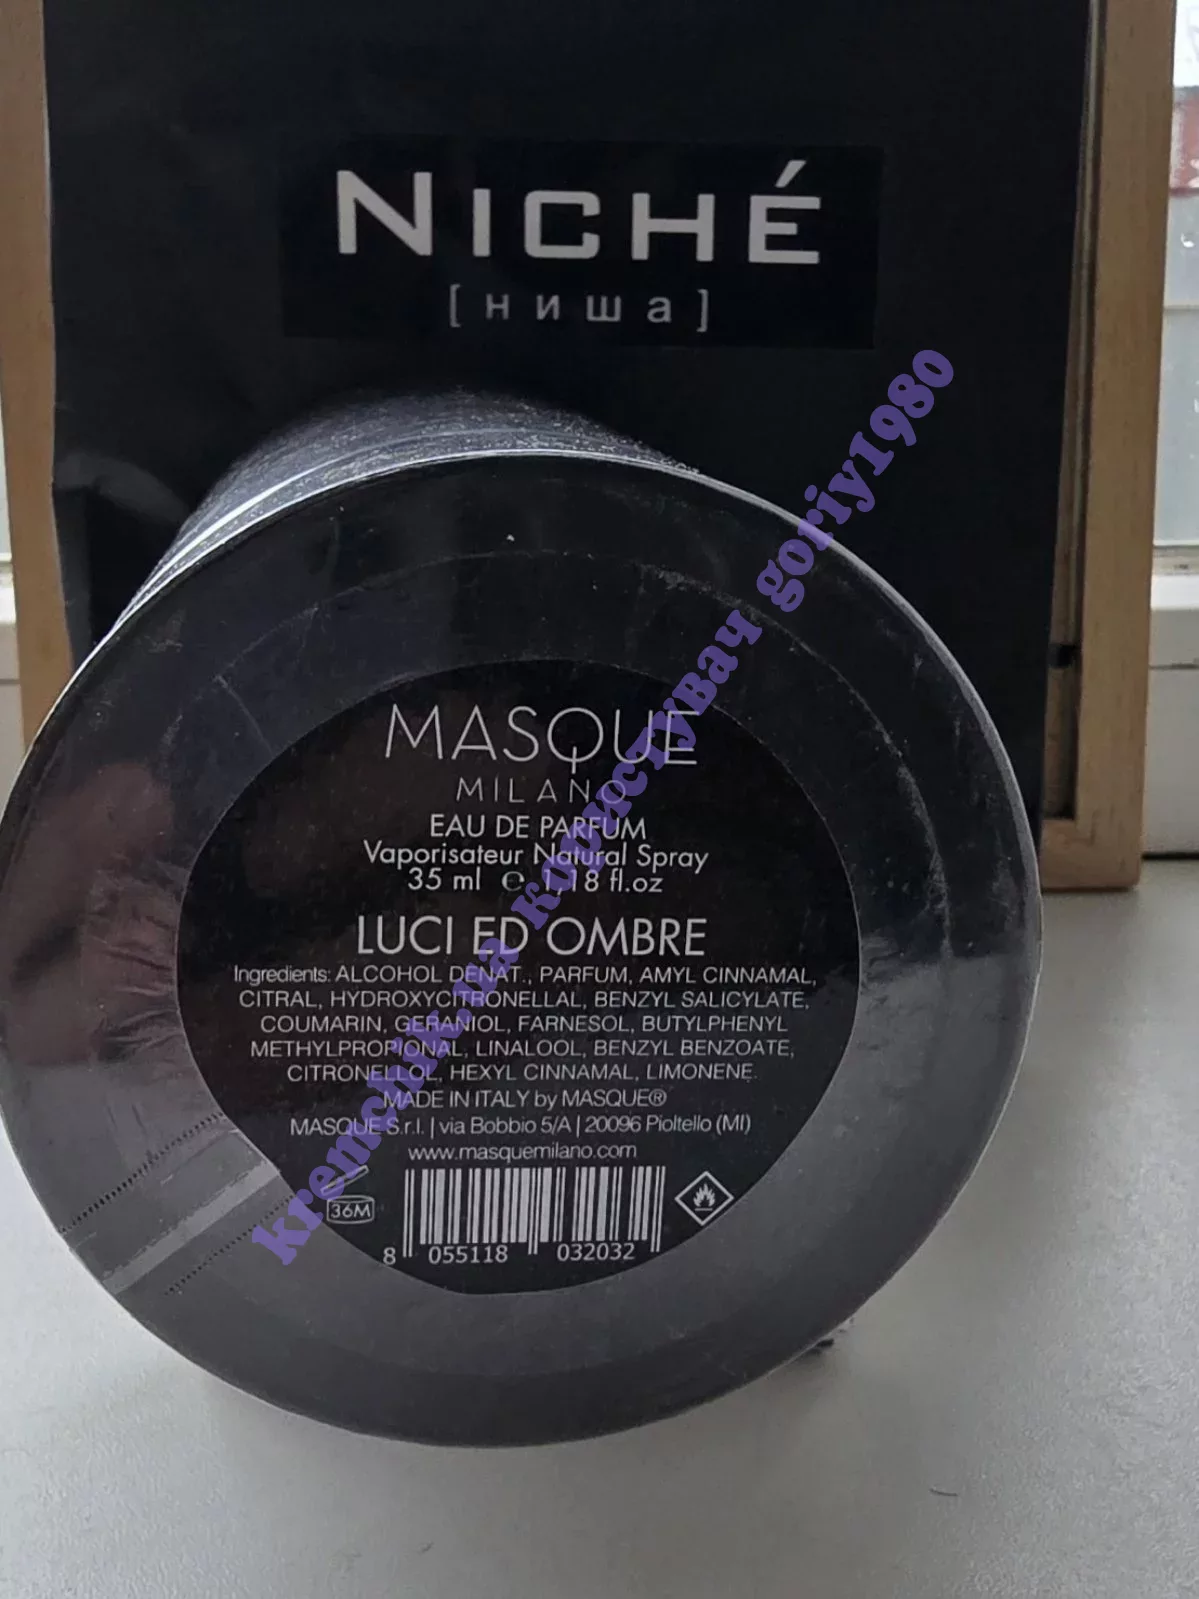 NICHÉ
[ниша]
MASQUE
MILANO
EAU DE PARFUM
Vaporisateur Natural Spray
35 ml ℮ 1,18 fl.oz
LUCI ED OMBRE
Ingredients: ALCOHOL DENAT., PARFUM, AMYL CINNAMAL,
CITRAL, HYDROXYCITRONELLAL, BENZYL SALICYLATE,
COUMARIN, GERANIOL, FARNESOL, BUTYLPHENYL
METHYLPROPIONAL, LINALOOL, BENZYL BENZOATE,
CITRONELLOL, HEXYL CINNAMAL, LIMONENE.
MADE IN ITALY by MASQUE®
MASQUE S.r.l. | via Bobbio 5/A | 20096 Pioltello (MI)
www.masquemilano.com
36M
8 055118 032032
kremchik.ua користувач goriy1980